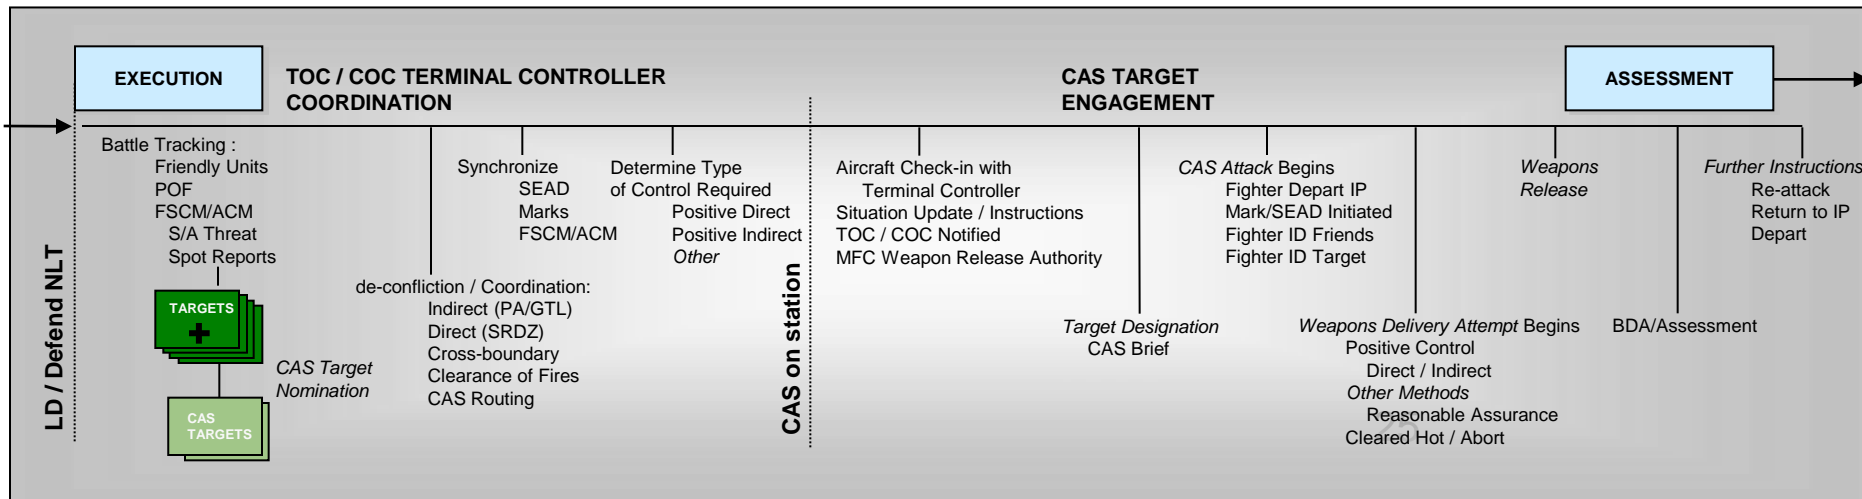 EXECUTION
TOC / COC TERMINAL CONTROLLER
COORDINATION
CAS TARGET
ENGAGEMENT
ASSESSMENT
LD / Defend NLT
Battle Tracking :
Friendly Units
POF
FSCM/ACM
S/A Threat
Spot Reports
TARGETS
+
CAS Target
Nomination
CAS
TARGETS
de-confliction / Coordination:
Indirect (PA/GTL)
Direct (SRDZ)
Cross-boundary
Clearance of Fires
CAS Routing
Synchronize
SEAD
Marks
FSCM/ACM
Determine Type
of Control Required
Positive Direct
Positive Indirect
Other
CAS on station
Aircraft Check-in with
Terminal Controller
Situation Update / Instructions
TOC / COC Notified
MFC Weapon Release Authority
Target Designation
CAS Brief
CAS Attack Begins
Fighter Depart IP
Mark/SEAD Initiated
Fighter ID Friends
Fighter ID Target
Weapons Delivery Attempt Begins
Positive Control
Direct / Indirect
Other Methods
Reasonable Assurance
Cleared Hot / Abort
Weapons
Release
BDA/Assessment
Further Instructions
Re-attack
Return to IP
Depart